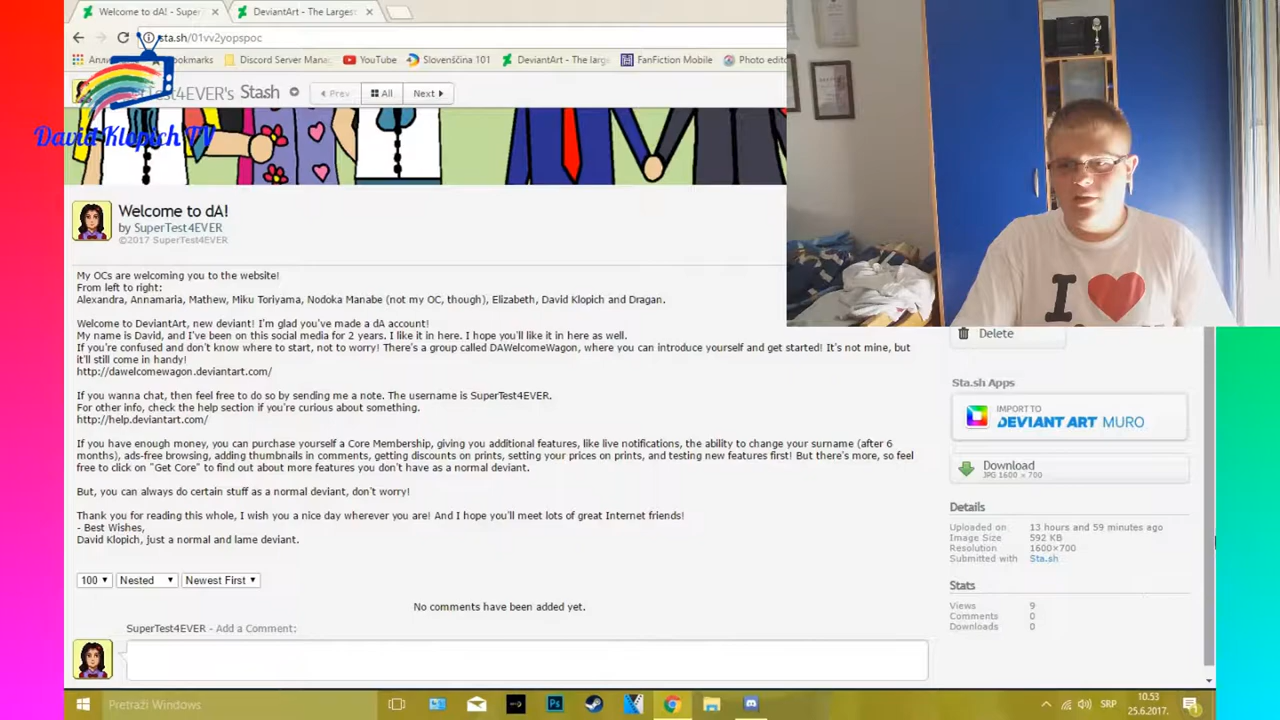 Welcome to dA! - Super
DeviantArt - The Largest
sta.sh/01vv2yopspoc
Bookmarks
Discord Server Mana
YouTube
Slovenščina 101
DeviantArt - The larg
FanFiction Mobile
Photo edito
Test4EVER's Stash
Prev
All
Next
David Klopich TV
Welcome to dA!
by SuperTest4EVER
©2017 SuperTest4EVER
My OCs are welcoming you to the website!
From left to right:
Alexandra, Annamaria, Mathew, Miku Toriyama, Nodoka Manabe (not my OC, though), Elizabeth, David Klopich and Dragan.
Welcome to DeviantArt, new deviant! I'm glad you've made a dA account!
My name is David, and I've been on this social media for 2 years. I like it in here. I hope you'll like it in here as well.
If you're confused and don't know where to start, not to worry! There's a group called DAWelcomeWagon, where you can introduce yourself and get started! It's not mine, but
it'll still come in handy!
http://dawelcomewagon.deviantart.com/
If you wanna chat, then feel free to do so by sending me a note. The username is SuperTest4EVER.
For other info, check the help section if you're curious about something.
http://help.deviantart.com/
If you have enough money, you can purchase yourself a Core Membership, giving you additional features, like live notifications, the ability to change your surname (after 6
months), ads-free browsing, adding thumbnails in comments, getting discounts on prints, setting your prices on prints, and testing new features first! But there's more, so feel
free to click on "Get Core" to find out about more features you don't have as a normal deviant.
But, you can always do certain stuff as a normal deviant, don't worry!
Thank you for reading this whole, I wish you a nice day wherever you are! And I hope you'll meet lots of great Internet friends!
- Best Wishes,
David Klopich, just a normal and lame deviant.
100
Nested
Newest First
No comments have been added yet.
SuperTest4EVER - Add a Comment:
I
Delete
Sta.sh Apps
IMPORT TO
DEVIANT ART MURO
Download
JPG 1600 × 700
Details
Uploaded on 13 hours and 59 minutes ago
Image Size 592 KB
Resolution 1600×700
Submitted with Sta.sh
Stats
Views 9
Comments 0
Downloads 0
Pretraži Windows
SRP
10.53
25.6.2017.